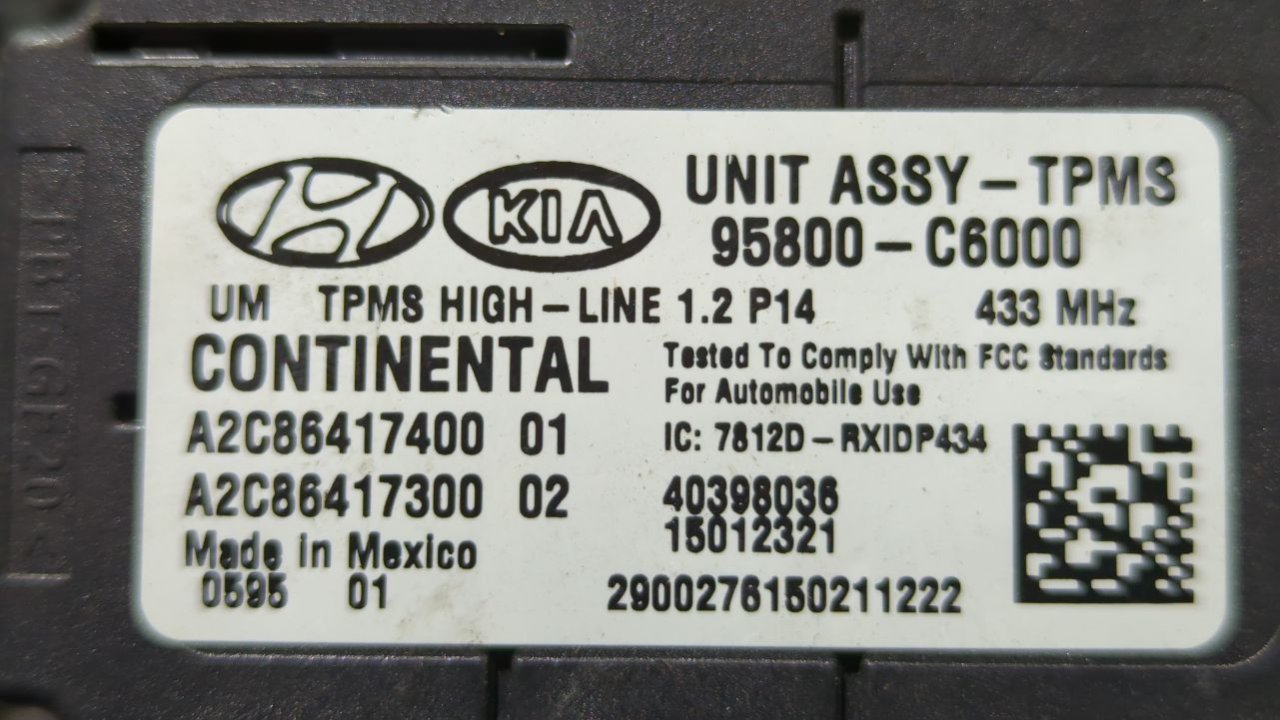 KIA UNIT ASSY-TPMS
95800-C6000
UM TPMS HIGH-LINE 1.2 P14 433 MHz
CONTINENTAL
Tested To Comply With FCC Standards
For Automobile Use
A2C86417400 01
IC: 7812D-RXIDP434
A2C86417300 02
40398036
15012321
Made in Mexico
0595 01
2900276150211222